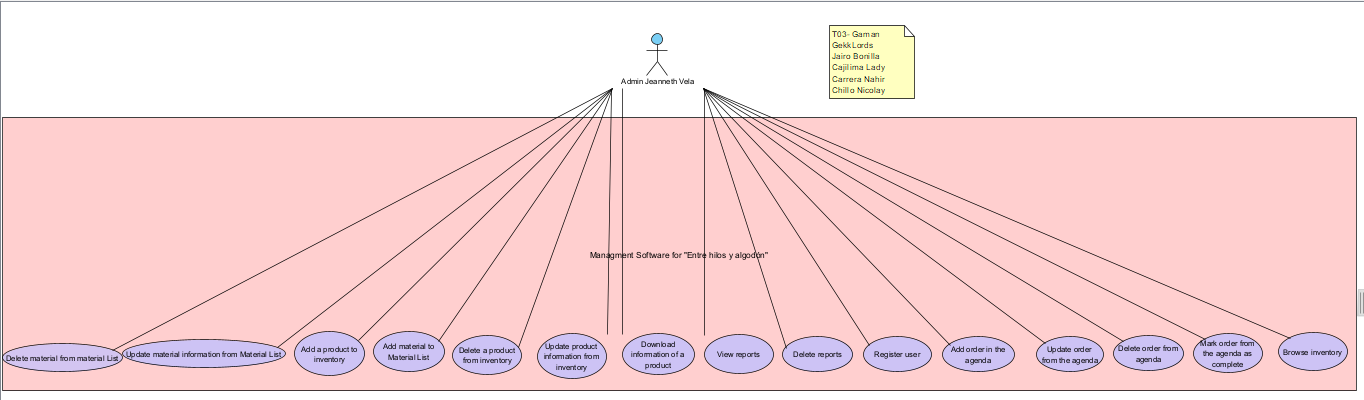 T03- Gaman
GekkLords
Jairo Bonilla
Cajilima Lady
Carrera Nahir
Chillo Nicolay
Admin Jeanneth Vela
Managment Software for "Entre hilos y algodón"
Delete material from material List
Update material information from Material List
Add a product to
inventory
Add material to
Material List
Delete a product
from inventory
Update product
information from
inventory
Download
information of a
product
View reports
Delete reports
Register user
Add order in the
agenda
Update order
from the agenda
Delete order from
agenda
Mark order from
the agenda as
complete
Browse inventory